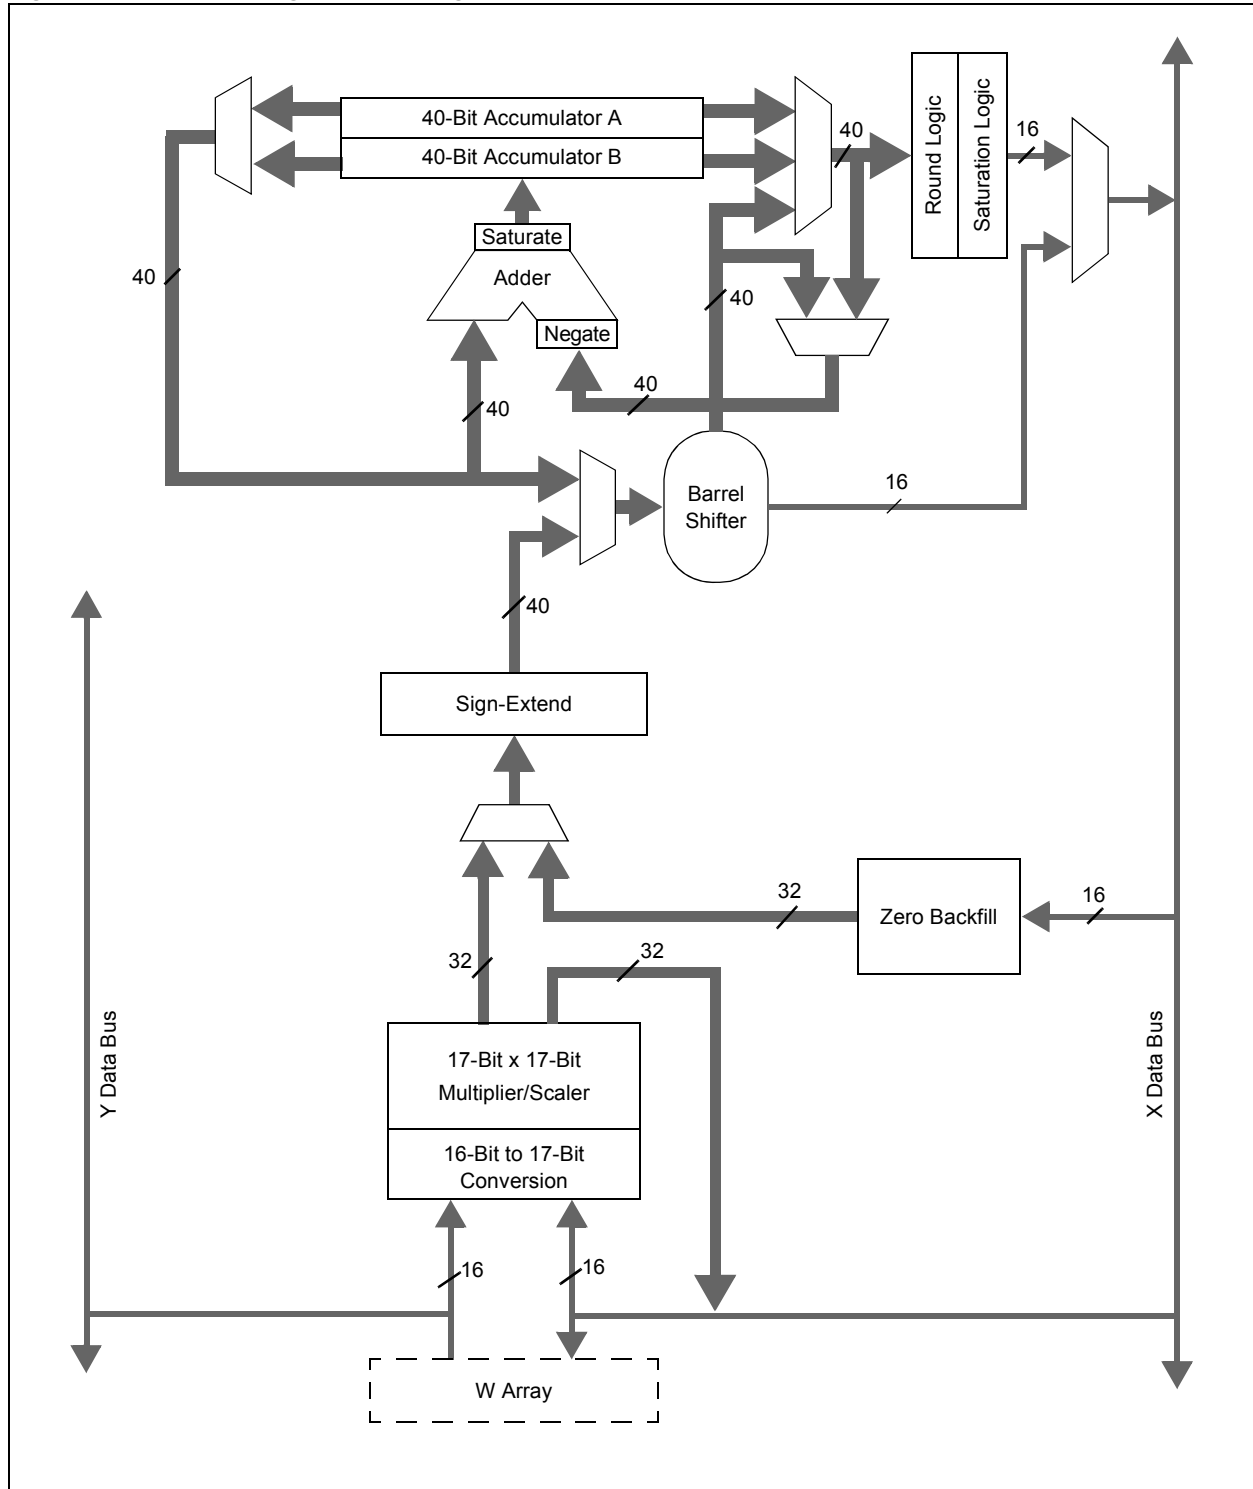 40-Bit Accumulator A
40-Bit Accumulator B
Round Logic
Saturation Logic
40
16
Saturate
Adder
Negate
40
40
40
40
Barrel
Shifter
16
40
Sign-Extend
32
Zero Backfill
16
32
32
Y Data Bus
X Data Bus
17-Bit x 17-Bit
Multiplier/Scaler
16-Bit to 17-Bit
Conversion
16
16
W Array